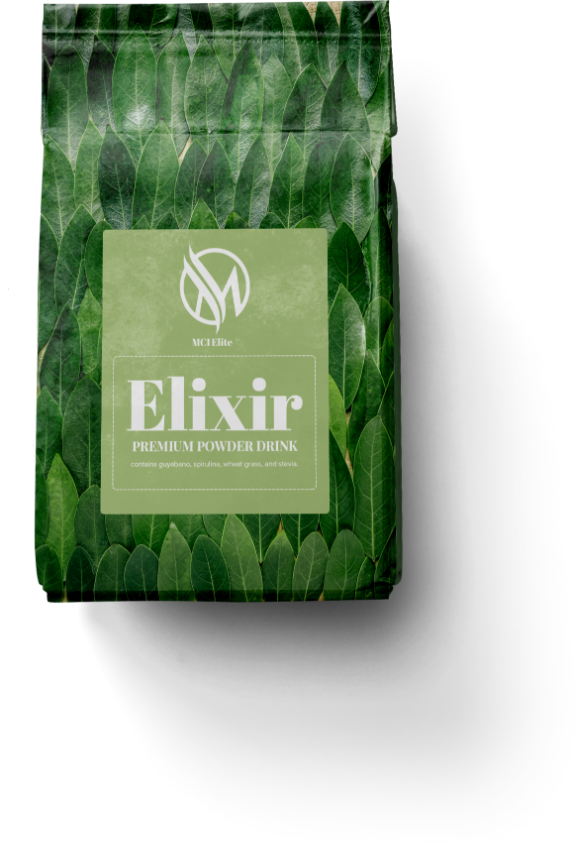 MCI Elite
Elixir
PREMIUM POWDER DRINK
contains guyabano, spirulina, wheat grass, and stevia.